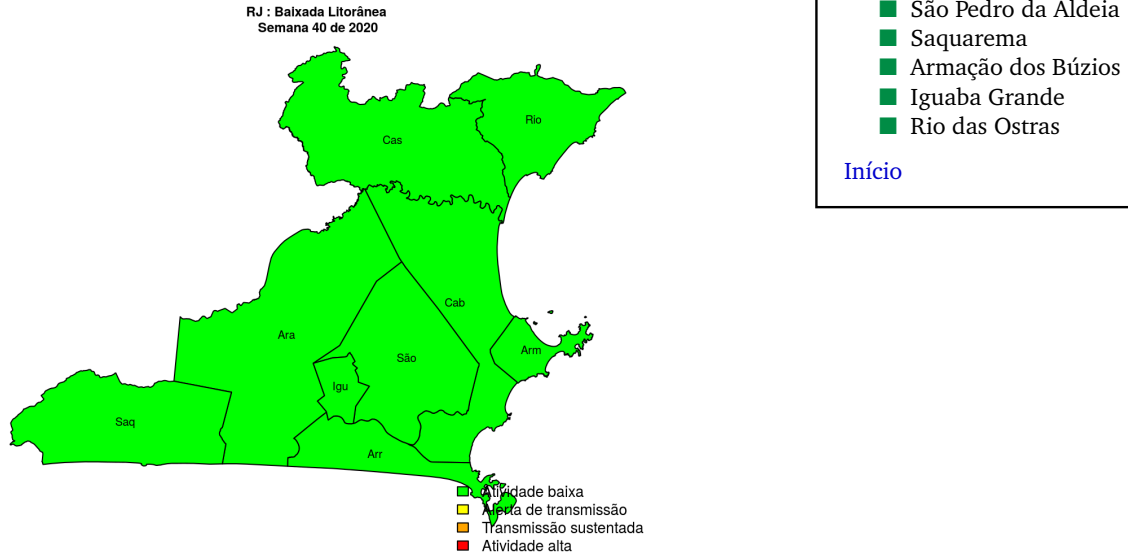 RJ : Baixada Litorânea
Semana 40 de 2020
Rio
Cas
Cab
Ara
Arm
São
Igu
Saq
Arr
Atividade baixa
Alerta de transmissão
Transmissão sustentada
Atividade alta
São Pedro da Aldeia
Saquarema
Armação dos Búzios
Iguaba Grande
Rio das Ostras
Início